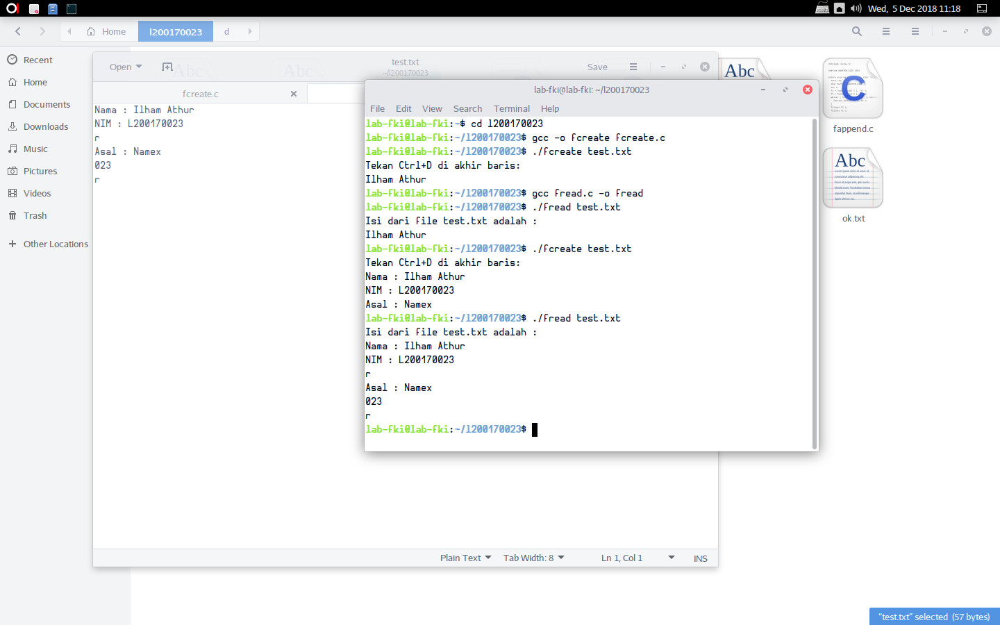 Wed, 5 Dec 2018 11:18
Home
l200170023
d
Recent
Home
Documents
Downloads
Music
Pictures
Videos
Trash
Other Locations
Open
test.txt
~/l200170023
Save
fcreate.c
Nama : Ilham Athur
NIM : L200170023
r
Asal : Namex
023
r
Plain Text
Tab Width: 8
Ln 1, Col 1
INS
lab-fki@lab-fki: ~/l200170023
File Edit View Search Terminal Help
lab-fki@lab-fki:~$ cd l200170023
lab-fki@lab-fki:~/l200170023$ gcc -o fcreate fcreate.c
lab-fki@lab-fki:~/l200170023$ ./fcreate test.txt
Tekan Ctrl+D di akhir baris:
Ilham Athur
lab-fki@lab-fki:~/l200170023$ gcc fread.c -o fread
lab-fki@lab-fki:~/l200170023$ ./fread test.txt
Isi dari file test.txt adalah :
Ilham Athur
lab-fki@lab-fki:~/l200170023$ ./fcreate test.txt
Tekan Ctrl+D di akhir baris:
Nama : Ilham Athur
NIM : L200170023
Asal : Namex
lab-fki@lab-fki:~/l200170023$ ./fread test.txt
Isi dari file test.txt adalah :
Nama : Ilham Athur
NIM : L200170023
r
Asal : Namex
023
r
lab-fki@lab-fki:~/l200170023$
Abc
C
fappend.c
Abc
ok.txt
"test.txt" selected (57 bytes)